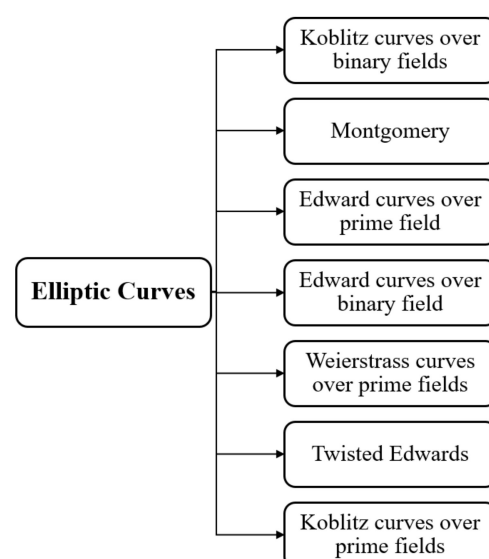 Koblitz curves over
binary fields
Montgomery
Edward curves over
prime field
Elliptic Curves
Edward curves over
binary field
Weierstrass curves
over prime fields
Twisted Edwards
Koblitz curves over
prime fields